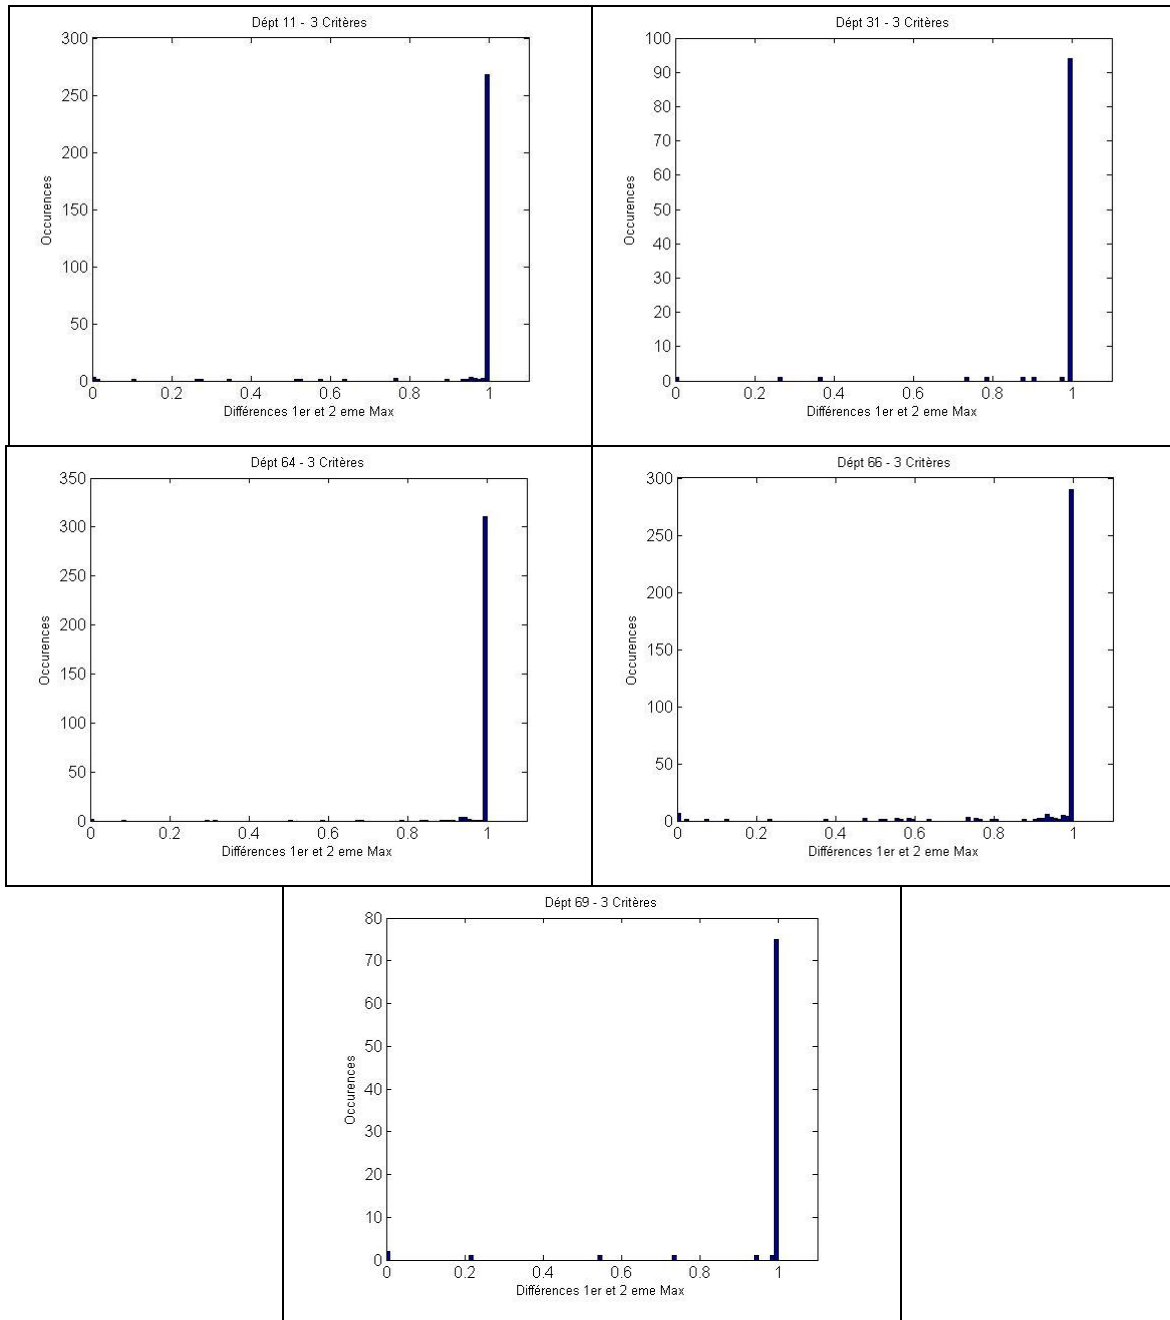 Dépt 11 - 3 Critères
300
250
200
150
100
50
0
Occurences
0 0.2 0.4 0.6 0.8 1
Différences 1er et 2 eme Max
Dépt 31 - 3 Critères
100
90
80
70
60
50
40
30
20
10
0
Occurences
0 0.2 0.4 0.6 0.8 1
Différences 1er et 2 eme Max
Dépt 64 - 3 Critères
350
300
250
200
150
100
50
0
Occurences
0 0.2 0.4 0.6 0.8 1
Différences 1er et 2 eme Max
Dépt 66 - 3 Critères
300
250
200
150
100
50
0
Occurences
0 0.2 0.4 0.6 0.8 1
Différences 1er et 2 eme Max
Dépt 69 - 3 Critères
80
70
60
50
40
30
20
10
0
Occurences
0 0.2 0.4 0.6 0.8 1
Différences 1er et 2 eme Max